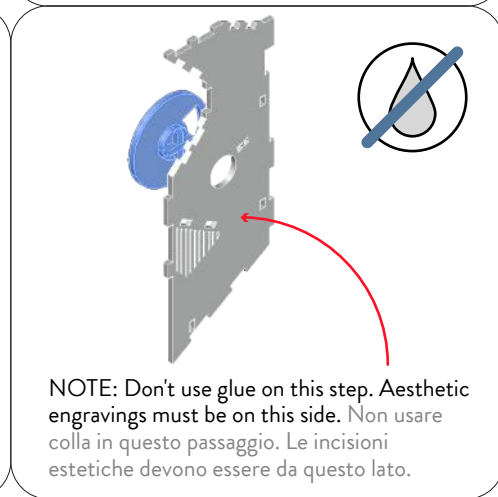 NOTE: Don't use glue on this step. Aesthetic
engravings must be on this side. Non usare
colla in questo passaggio. Le incisioni
estetiche devono essere da questo lato.